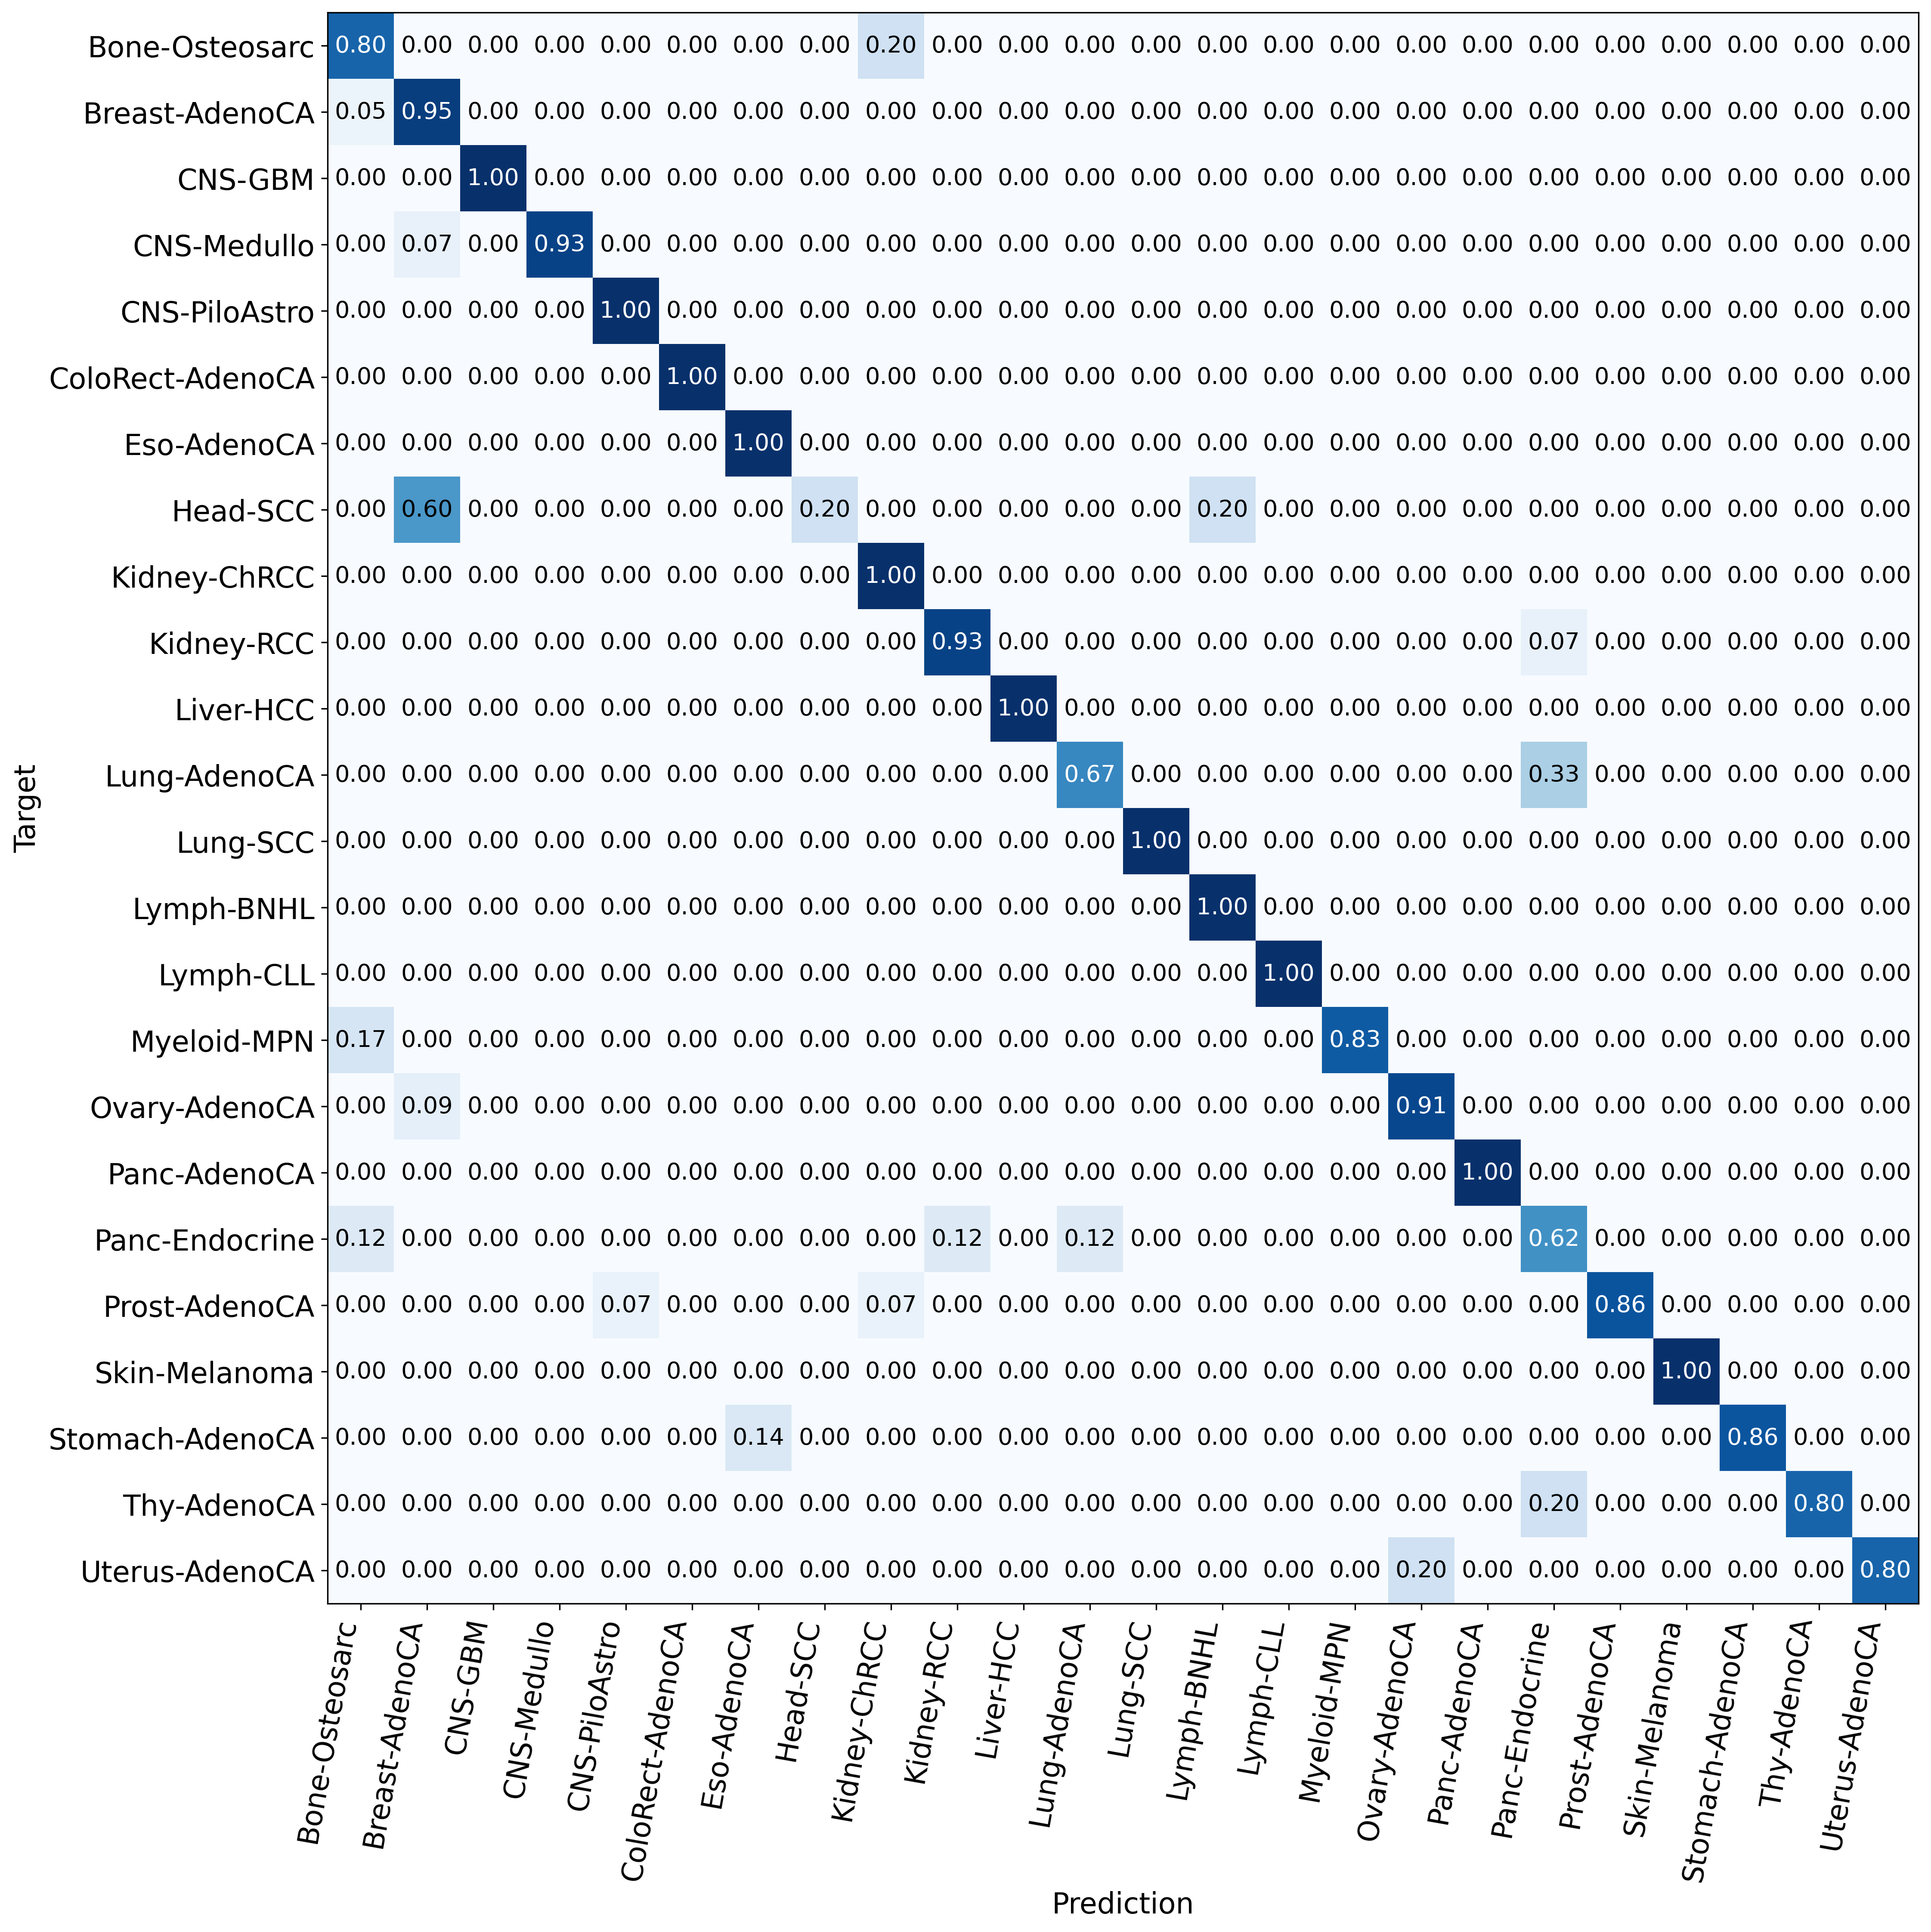 Bone-Osteosarc 0.80 0.00 0.00 0.00 0.00 0.00 0.00 0.00 0.20 0.00 0.00 0.00 0.00 0.00 0.00 0.00 0.00 0.00 0.00 0.00 0.00 0.00 0.00 0.00
Breast-AdenoCA 0.05 0.95 0.00 0.00 0.00 0.00 0.00 0.00 0.00 0.00 0.00 0.00 0.00 0.00 0.00 0.00 0.00 0.00 0.00 0.00 0.00 0.00 0.00 0.00
CNS-GBM 0.00 0.00 1.00 0.00 0.00 0.00 0.00 0.00 0.00 0.00 0.00 0.00 0.00 0.00 0.00 0.00 0.00 0.00 0.00 0.00 0.00 0.00 0.00 0.00
CNS-Medullo 0.00 0.07 0.00 0.93 0.00 0.00 0.00 0.00 0.00 0.00 0.00 0.00 0.00 0.00 0.00 0.00 0.00 0.00 0.00 0.00 0.00 0.00 0.00 0.00
CNS-PiloAstro 0.00 0.00 0.00 0.00 1.00 0.00 0.00 0.00 0.00 0.00 0.00 0.00 0.00 0.00 0.00 0.00 0.00 0.00 0.00 0.00 0.00 0.00 0.00 0.00
ColoRect-AdenoCA 0.00 0.00 0.00 0.00 0.00 1.00 0.00 0.00 0.00 0.00 0.00 0.00 0.00 0.00 0.00 0.00 0.00 0.00 0.00 0.00 0.00 0.00 0.00 0.00
Eso-AdenoCA 0.00 0.00 0.00 0.00 0.00 0.00 1.00 0.00 0.00 0.00 0.00 0.00 0.00 0.00 0.00 0.00 0.00 0.00 0.00 0.00 0.00 0.00 0.00 0.00
Head-SCC 0.00 0.60 0.00 0.00 0.00 0.00 0.00 0.20 0.00 0.00 0.00 0.00 0.00 0.20 0.00 0.00 0.00 0.00 0.00 0.00 0.00 0.00 0.00 0.00
Kidney-ChRCC 0.00 0.00 0.00 0.00 0.00 0.00 0.00 0.00 1.00 0.00 0.00 0.00 0.00 0.00 0.00 0.00 0.00 0.00 0.00 0.00 0.00 0.00 0.00 0.00
Kidney-RCC 0.00 0.00 0.00 0.00 0.00 0.00 0.00 0.00 0.00 0.93 0.00 0.00 0.00 0.00 0.00 0.00 0.00 0.00 0.07 0.00 0.00 0.00 0.00 0.00
Liver-HCC 0.00 0.00 0.00 0.00 0.00 0.00 0.00 0.00 0.00 0.00 1.00 0.00 0.00 0.00 0.00 0.00 0.00 0.00 0.00 0.00 0.00 0.00 0.00 0.00
Lung-AdenoCA 0.00 0.00 0.00 0.00 0.00 0.00 0.00 0.00 0.00 0.00 0.00 0.67 0.00 0.00 0.00 0.00 0.00 0.00 0.33 0.00 0.00 0.00 0.00 0.00
Lung-SCC 0.00 0.00 0.00 0.00 0.00 0.00 0.00 0.00 0.00 0.00 0.00 0.00 1.00 0.00 0.00 0.00 0.00 0.00 0.00 0.00 0.00 0.00 0.00 0.00
Lymph-BNHL 0.00 0.00 0.00 0.00 0.00 0.00 0.00 0.00 0.00 0.00 0.00 0.00 0.00 1.00 0.00 0.00 0.00 0.00 0.00 0.00 0.00 0.00 0.00 0.00
Lymph-CLL 0.00 0.00 0.00 0.00 0.00 0.00 0.00 0.00 0.00 0.00 0.00 0.00 0.00 0.00 1.00 0.00 0.00 0.00 0.00 0.00 0.00 0.00 0.00 0.00
Myeloid-MPN 0.17 0.00 0.00 0.00 0.00 0.00 0.00 0.00 0.00 0.00 0.00 0.00 0.00 0.00 0.00 0.83 0.00 0.00 0.00 0.00 0.00 0.00 0.00 0.00
Ovary-AdenoCA 0.00 0.09 0.00 0.00 0.00 0.00 0.00 0.00 0.00 0.00 0.00 0.00 0.00 0.00 0.00 0.00 0.91 0.00 0.00 0.00 0.00 0.00 0.00 0.00
Panc-AdenoCA 0.00 0.00 0.00 0.00 0.00 0.00 0.00 0.00 0.00 0.00 0.00 0.00 0.00 0.00 0.00 0.00 0.00 1.00 0.00 0.00 0.00 0.00 0.00 0.00
Panc-Endocrine 0.12 0.00 0.00 0.00 0.00 0.00 0.00 0.00 0.00 0.12 0.00 0.12 0.00 0.00 0.00 0.00 0.00 0.00 0.62 0.00 0.00 0.00 0.00 0.00
Prost-AdenoCA 0.00 0.00 0.00 0.00 0.07 0.00 0.00 0.00 0.07 0.00 0.00 0.00 0.00 0.00 0.00 0.00 0.00 0.00 0.00 0.86 0.00 0.00 0.00 0.00
Skin-Melanoma 0.00 0.00 0.00 0.00 0.00 0.00 0.00 0.00 0.00 0.00 0.00 0.00 0.00 0.00 0.00 0.00 0.00 0.00 0.00 0.00 1.00 0.00 0.00 0.00
Stomach-AdenoCA 0.00 0.00 0.00 0.00 0.00 0.00 0.14 0.00 0.00 0.00 0.00 0.00 0.00 0.00 0.00 0.00 0.00 0.00 0.00 0.00 0.00 0.86 0.00 0.00
Thy-AdenoCA 0.00 0.00 0.00 0.00 0.00 0.00 0.00 0.00 0.00 0.00 0.00 0.00 0.00 0.00 0.00 0.00 0.00 0.00 0.20 0.00 0.00 0.00 0.80 0.00
Uterus-AdenoCA 0.00 0.00 0.00 0.00 0.00 0.00 0.00 0.00 0.00 0.00 0.00 0.00 0.00 0.00 0.00 0.00 0.20 0.00 0.00 0.00 0.00 0.00 0.00 0.80
Target
Bone-Osteosarc
Breast-AdenoCA
CNS-GBM
CNS-Medullo
CNS-PiloAstro
ColoRect-AdenoCA
Eso-AdenoCA
Head-SCC
Kidney-ChRCC
Kidney-RCC
Liver-HCC
Lung-AdenoCA
Lung-SCC
Lymph-BNHL
Lymph-CLL
Myeloid-MPN
Ovary-AdenoCA
Panc-AdenoCA
Panc-Endocrine
Prost-AdenoCA
Skin-Melanoma
Stomach-AdenoCA
Thy-AdenoCA
Uterus-AdenoCA
Prediction